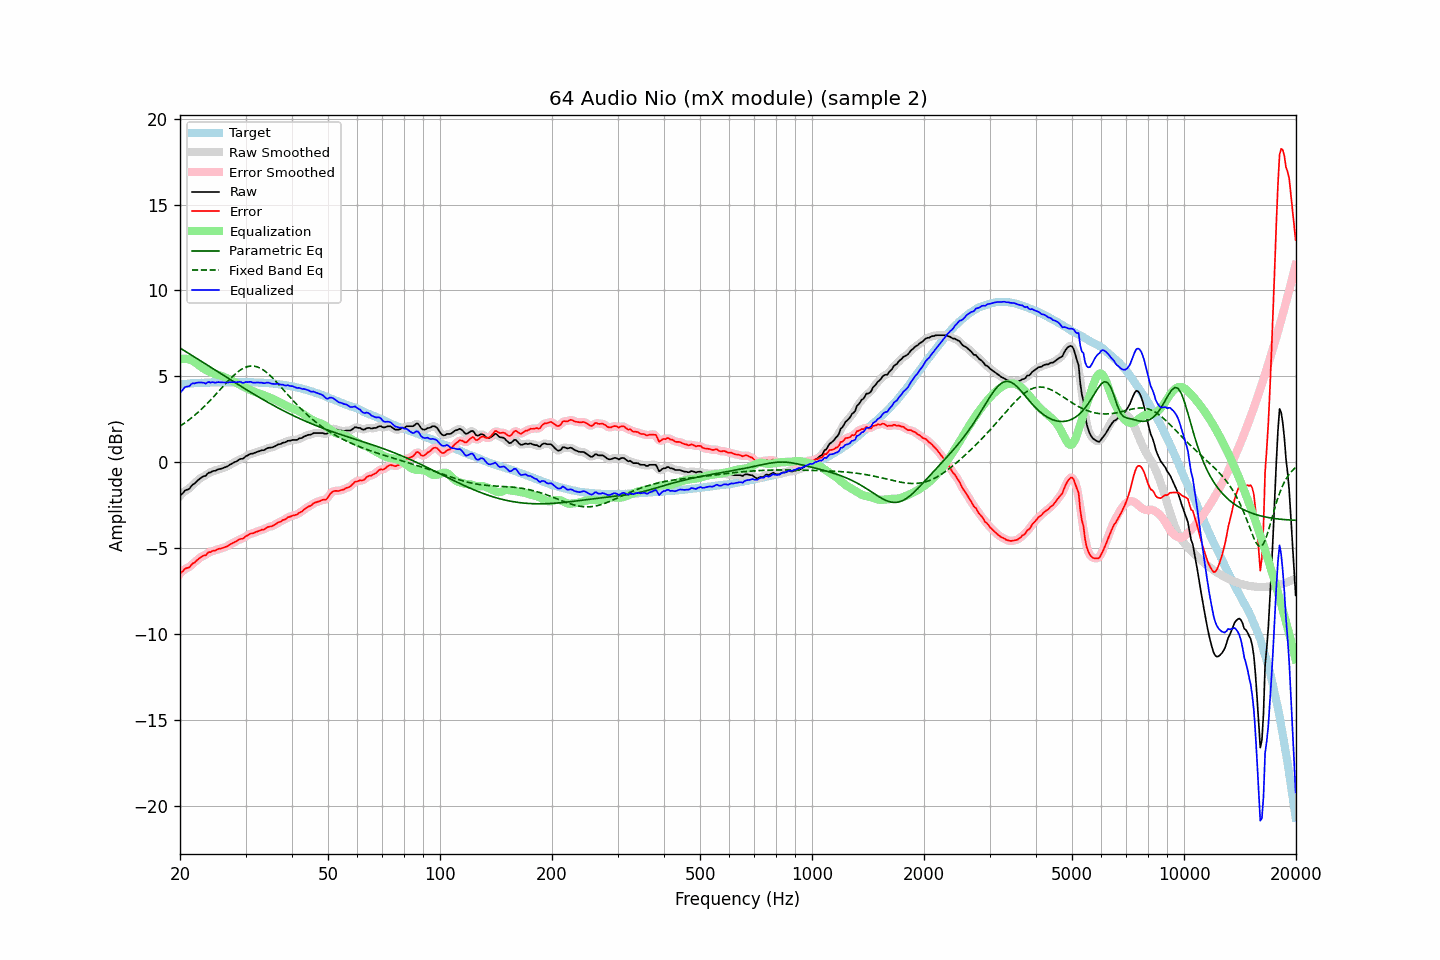 64 Audio Nio (mX module) (sample 2)
Target
Raw Smoothed
Error Smoothed
Raw
Error
Equalization
Parametric Eq
Fixed Band Eq
Equalized
20
15
10
5
0
−5
−10
−15
−20
Amplitude (dBr)
20 50 100 200 500 1000 2000 5000 10000 20000
Frequency (Hz)